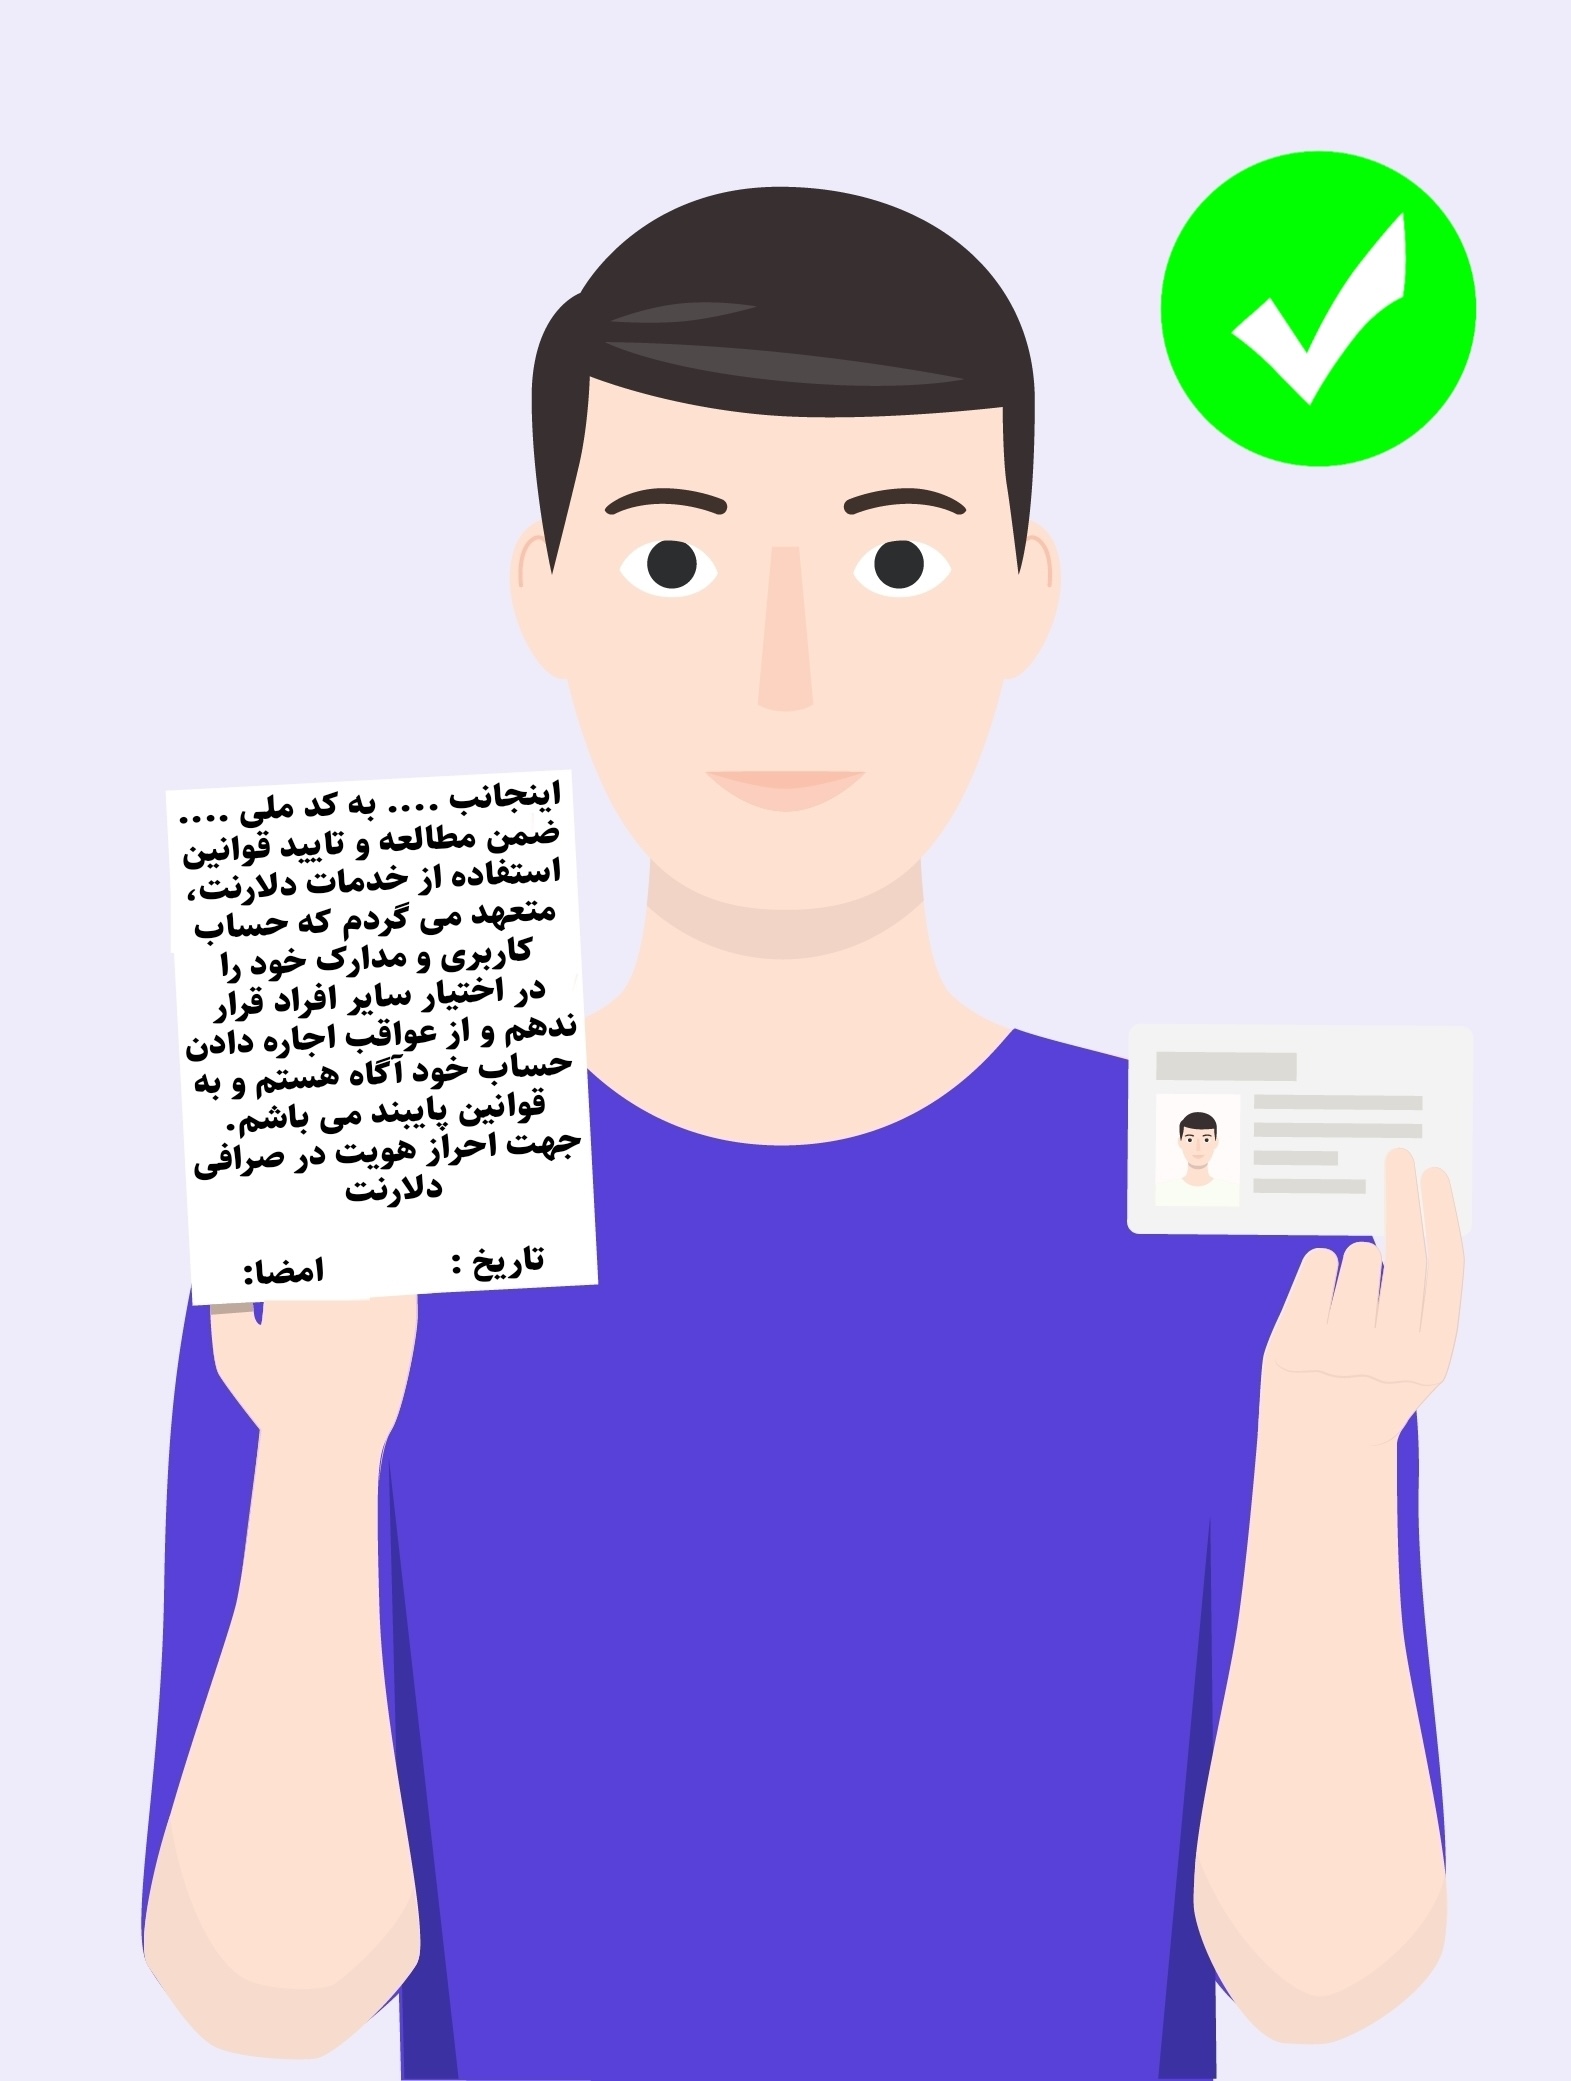 اینجانب .... به کد ملی ....
ضمن مطالعه و تایید قوانین
استفاده از خدمات دلارنت،
متعهد می گردم که حساب
کاربری و مدارک خود را
در اختیار سایر افراد قرار
ندهم و از عواقب اجاره دادن
حساب خود آگاه هستم و به
قوانین پایبند می باشم.
جهت احراز هویت در صرافی
دلارنت
تاریخ : امضا: